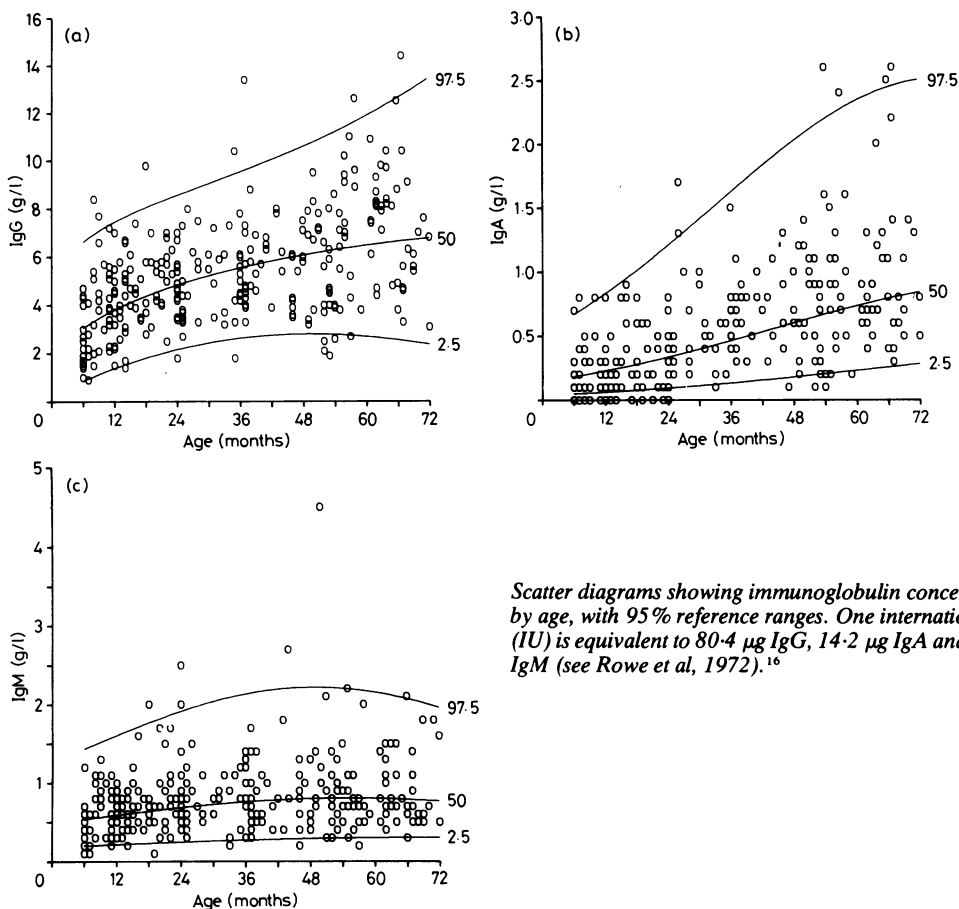 (a)
16
14
12
10
8
6
4
2
0
IgG (g/l)
97.5
50
2.5
12 24 36 48 60 72
Age (months)
(b)
3·0
2·5
2.0
1.5
1.0
0.5
0
IgA (g/l)
97.5
50
2.5
12 24 36 48 60 72
Age (months)
(c)
5
4
3
2
1
0
IgM (g/l)
97.5
50
2.5
12 24 36 48 60 72
Age (months)
Scatter diagrams showing immunoglobulin conce
by age, with 95% reference ranges. One internatio
(IU) is equivalent to 80·4 µg IgG, 14·2 µg IgA and
IgM (see Rowe et al, 1972).¹⁶